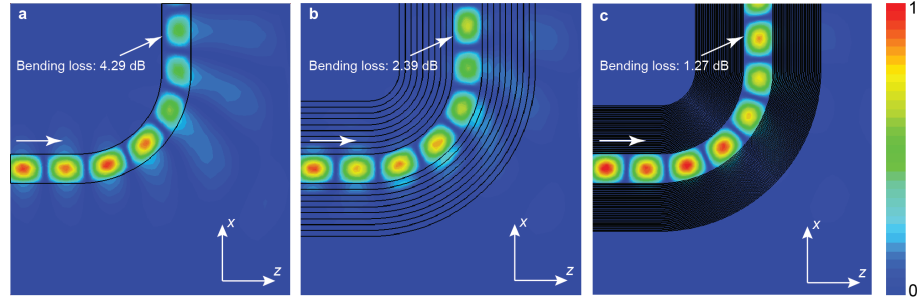 a
Bending loss: 4.29 dB
x
z
b
Bending loss: 2.39 dB
x
z
c
Bending loss: 1.27 dB
x
z
1
0